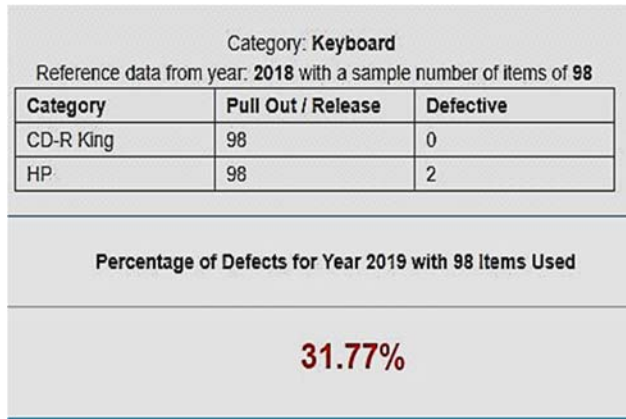 Category: Keyboard
Reference data from year: 2018 with a sample number of items of 98
Category Pull Out / Release Defective
CD-R King 98 0
HP 98 2
Percentage of Defects for Year 2019 with 98 Items Used
31.77%